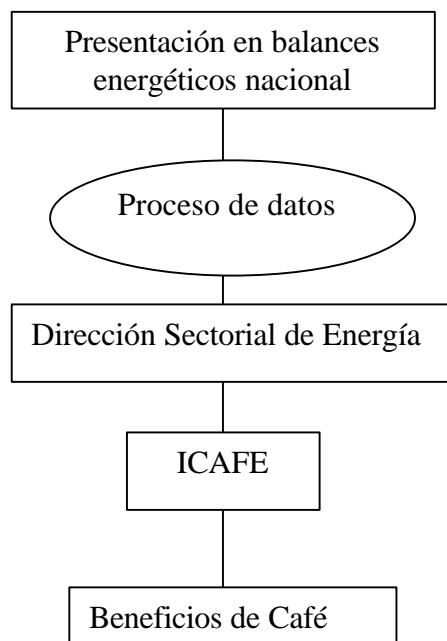 Presentación en balances
energéticos nacional
Proceso de datos
Dirección Sectorial de Energía
ICAFE
Beneficios de Café